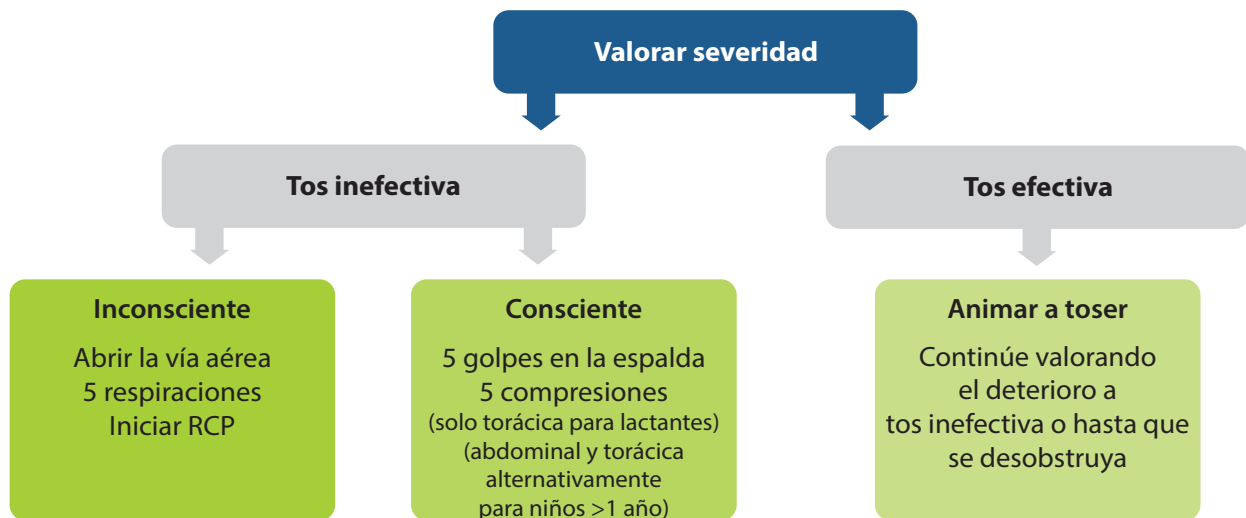 Valorar severidad
Tos inefectiva
Tos efectiva
Inconsciente
Abrir la vía aérea
5 respiraciones
Iniciar RCP
Consciente
5 golpes en la espalda
5 compresiones
(solo torácica para lactantes)
(abdominal y torácica
alternativamente
para niños >1 año)
Animar a toser
Continúe valorando
el deterioro a
tos inefectiva o hasta que
se desobstruya